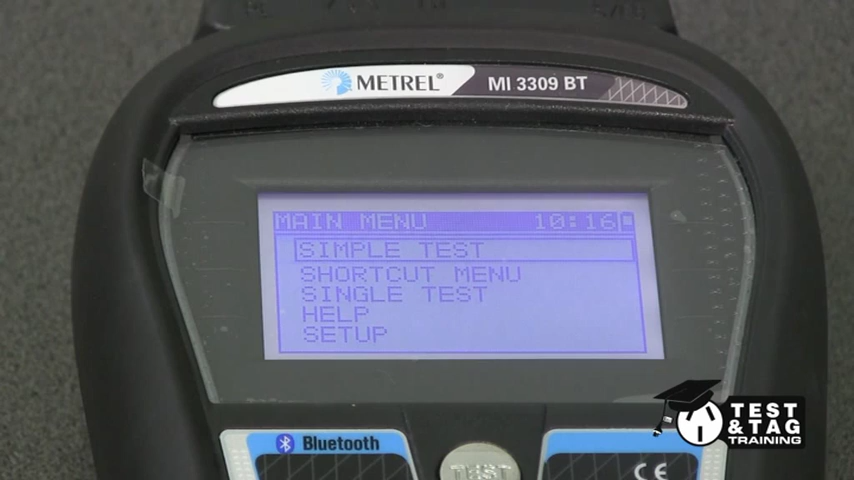 METREL® MI 3309 BT
MAIN MENU 10:16
SIMPLE TEST
SHORTCUT MENU
SINGLE TEST
HELP
SETUP
Bluetooth
TEST
CE
TEST
& TAG
TRAINING